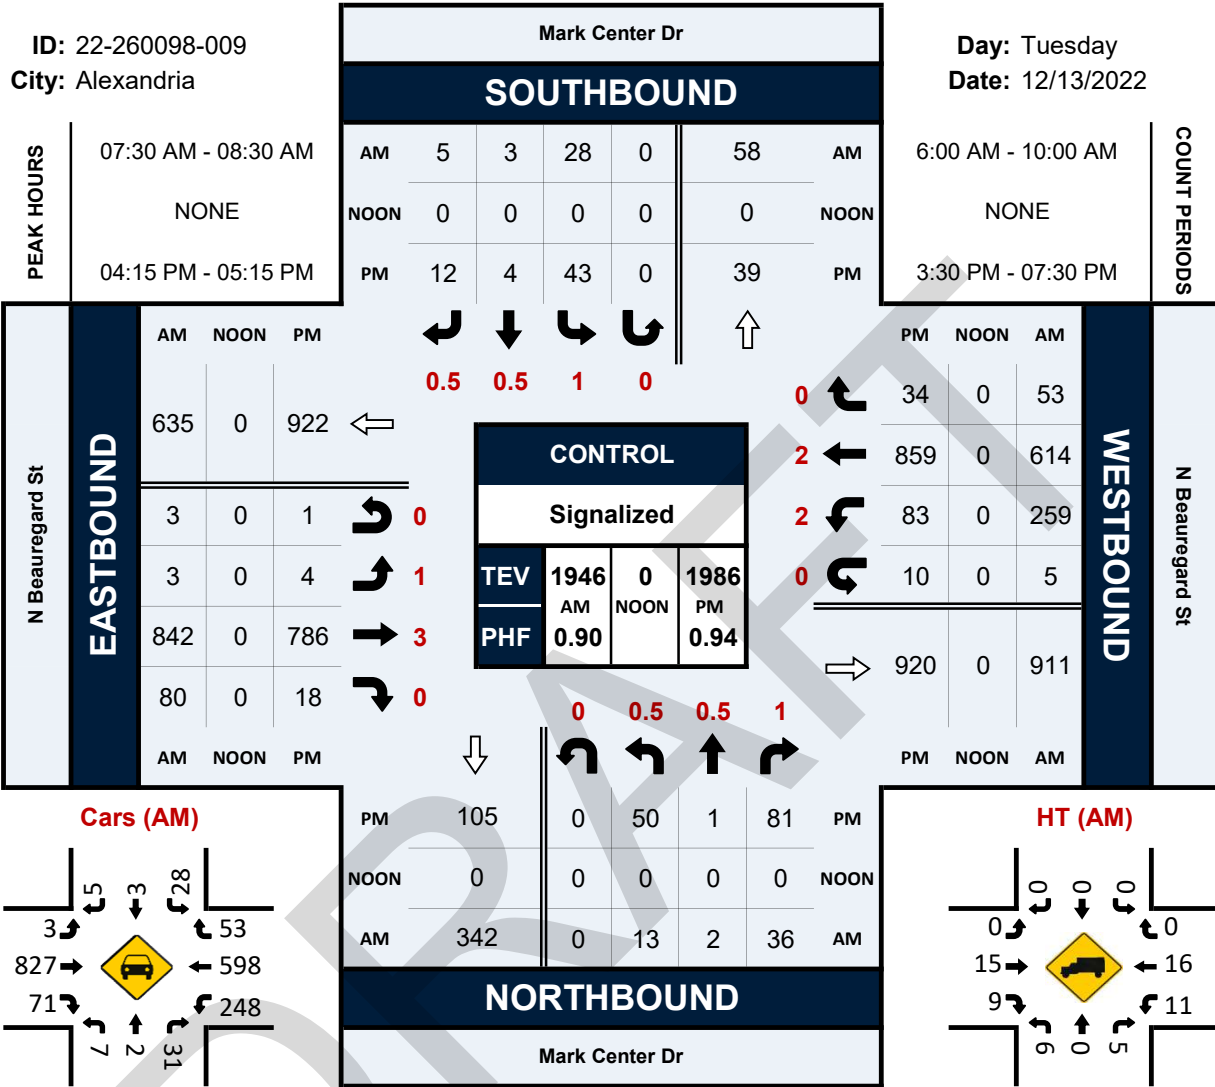 ID: 22-260098-009
City: Alexandria
Mark Center Dr
SOUTHBOUND
Day: Tuesday
Date: 12/13/2022
PEAK HOURS
07:30 AM - 08:30 AM
NONE
04:15 PM - 05:15 PM
AM 5 3 28 0 58 AM
NOON 0 0 0 0 0 NOON
PM 12 4 43 0 39 PM
6:00 AM - 10:00 AM
NONE
3:30 PM - 07:30 PM
COUNT PERIODS
0.5 0.5 1 0
N Beauregard St
EASTBOUND
AM NOON PM
635 0 922
3 0 1 0
3 0 4 1
842 0 786 3
80 0 18 0
AM NOON PM
CONTROL
Signalized
TEV 1946 0 1986
AM NOON PM
PHF 0.90 0.94
PM NOON AM
0 34 0 53
2 859 0 614
2 83 0 259
0 10 0 5
920 0 911
PM NOON AM
WESTBOUND
N Beauregard St
0 0.5 0.5 1
PM 105 0 50 1 81 PM
NOON 0 0 0 0 0 NOON
AM 342 0 13 2 36 AM
NORTHBOUND
Mark Center Dr
Cars (AM)
5 3 28
3 53
827 598
71 248
7 2 31
HT (AM)
0 0 0
0 0
15 16
9 11
6 0 5
DRAFT